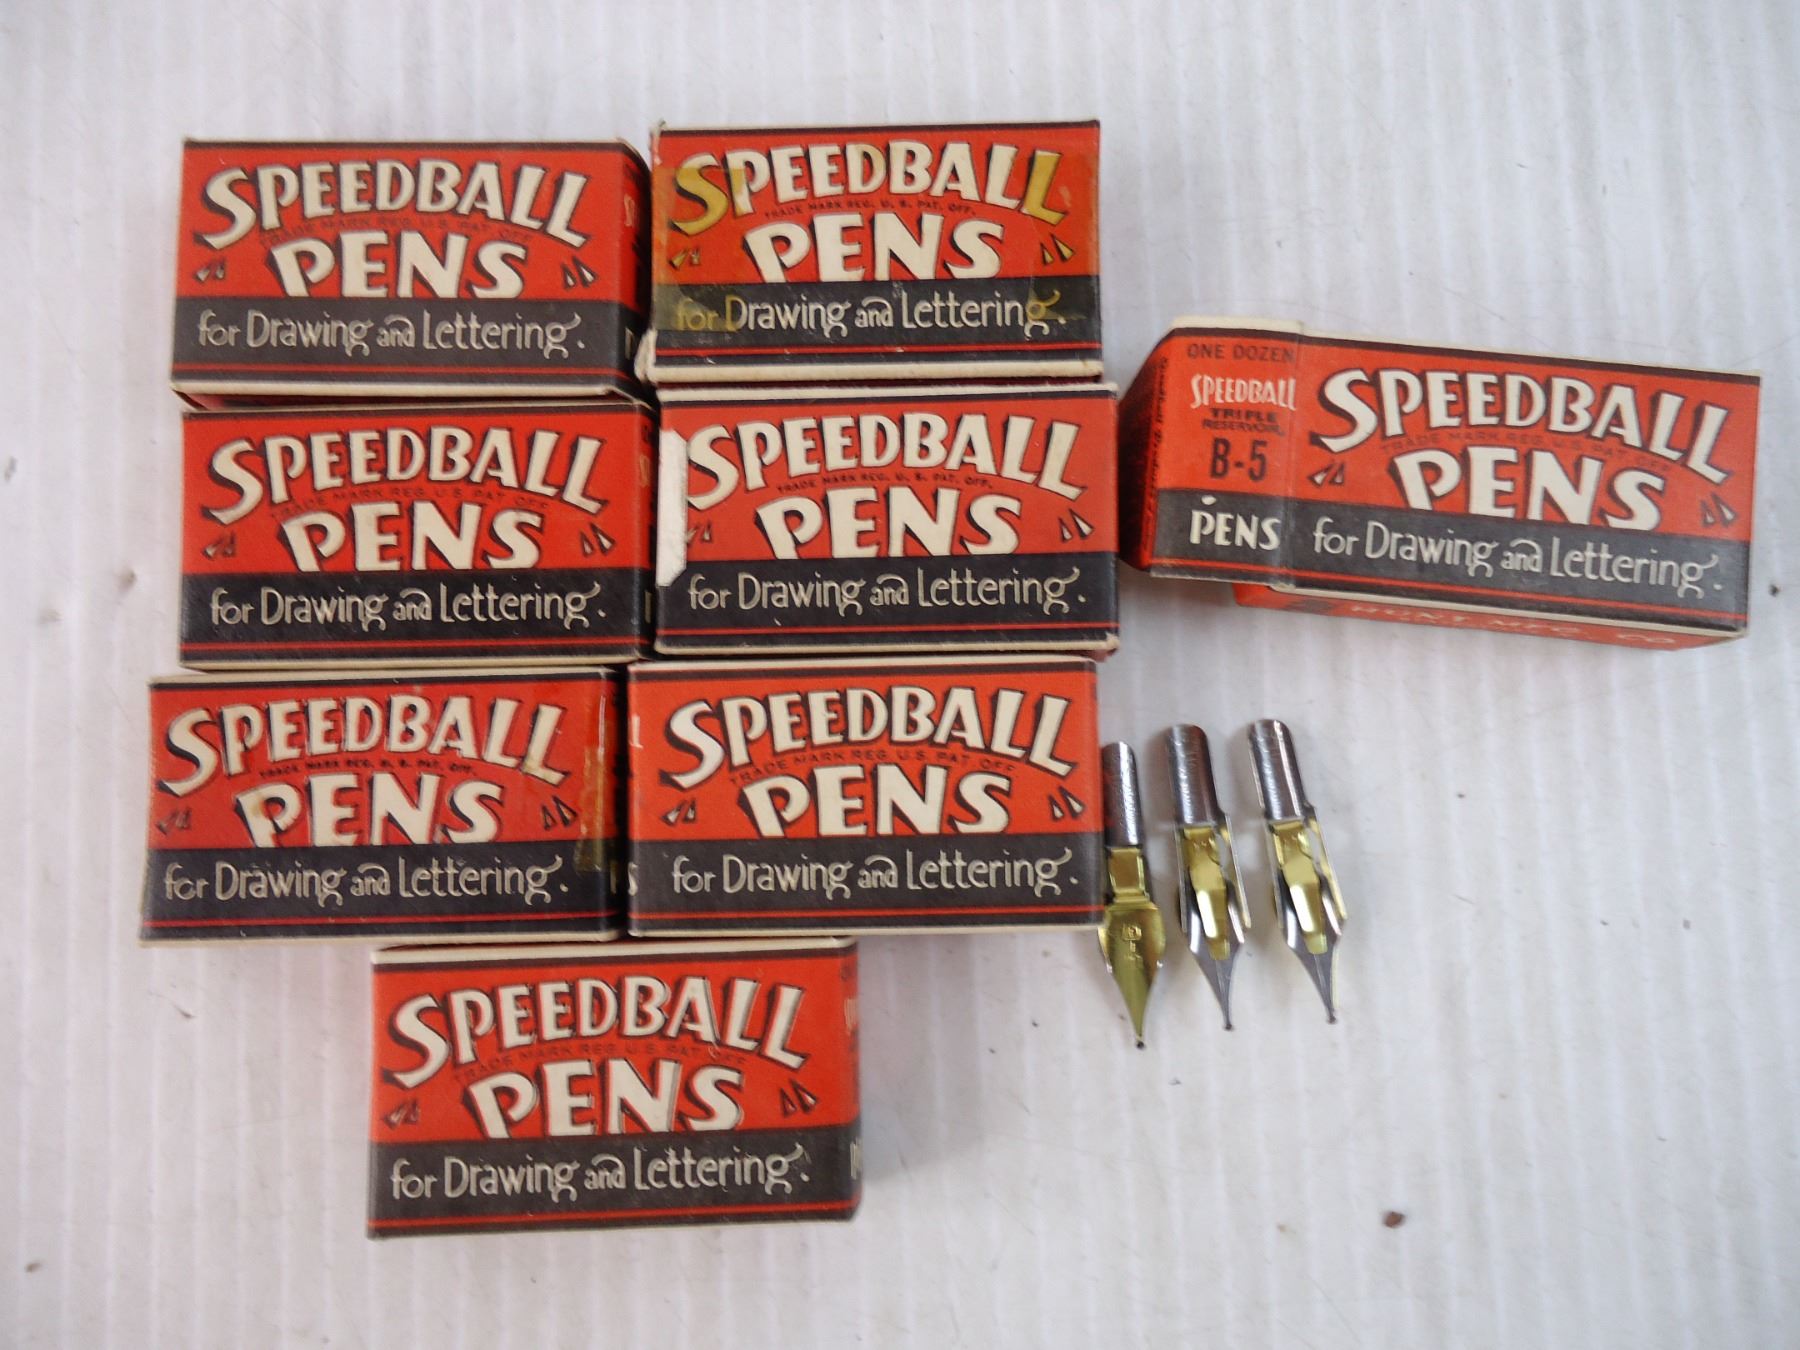 SPEEDBALL
TRADE MARK REG. U.S. PAT. OFF.
PENS
for Drawing and Lettering.
SPEEDBALL
TRADE MARK REG. U. S. PAT. OFF.
PENS
for Drawing and Lettering.
SPEEDBALL
TRADE MARK REG. U.S. PAT. OFF.
PENS
for Drawing and Lettering.
SPEEDBALL
TRADE MARK REG. U. S. PAT. OFF.
PENS
for Drawing and Lettering.
ONE DOZEN
SPEEDBALL
TRIPLE
RESERVOIR
B-5
PENS
SPEEDBALL
TRADE MARK REG. U.S. PAT. OFF.
PENS
for Drawing and Lettering.
HUNT MFG. CO
SPEEDBALL
TRADE MARK REG. U. S. PAT. OFF.
PENS
for Drawing and Lettering.
SPEEDBALL
TRADE MARK REG. U.S. PAT. OFF
PENS
for Drawing and Lettering.
SPEEDBALL
TRADE MARK REG. U.S. PAT. OFF
PENS
for Drawing and Lettering.